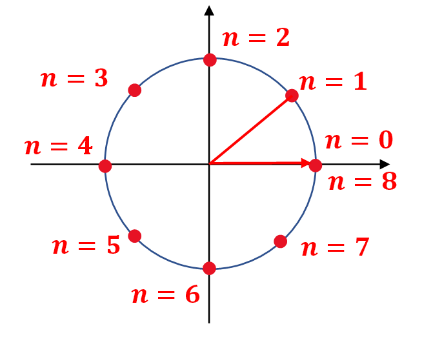 n = 2
n = 3
n = 1
n = 4
n = 0
n = 8
n = 5
n = 7
n = 6